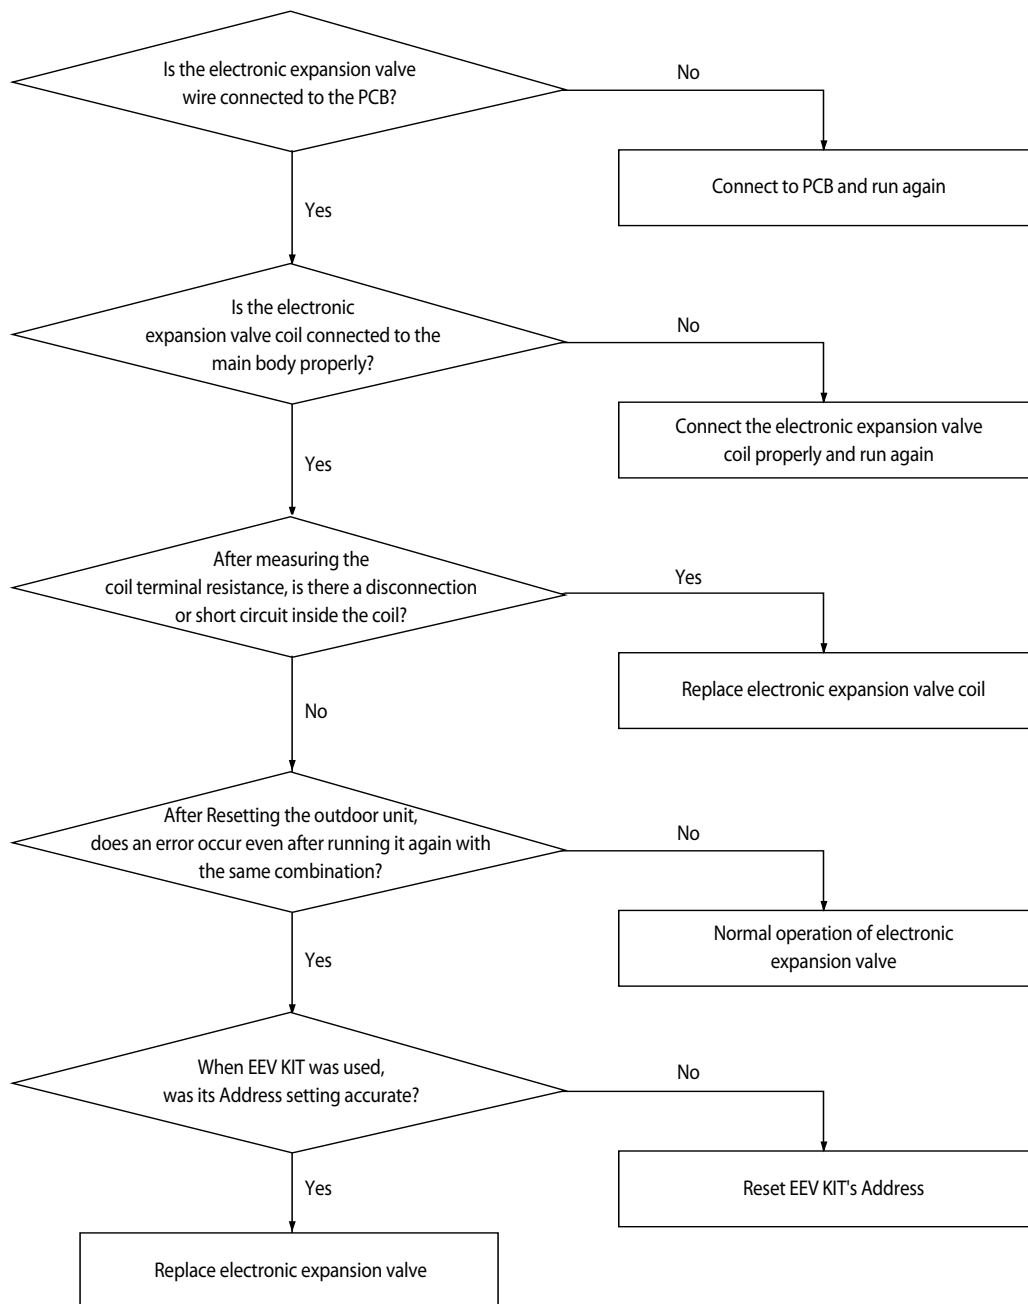 Is the electronic expansion valve
wire connected to the PCB?
No
Connect to PCB and run again
Yes
Is the electronic
expansion valve coil connected to the
main body properly?
No
Connect the electronic expansion valve
coil properly and run again
Yes
After measuring the
coil terminal resistance, is there a disconnection
or short circuit inside the coil?
Yes
Replace electronic expansion valve coil
No
After Resetting the outdoor unit,
does an error occur even after running it again with
the same combination?
No
Normal operation of electronic
expansion valve
Yes
When EEV KIT was used,
was its Address setting accurate?
No
Reset EEV KIT's Address
Yes
Replace electronic expansion valve